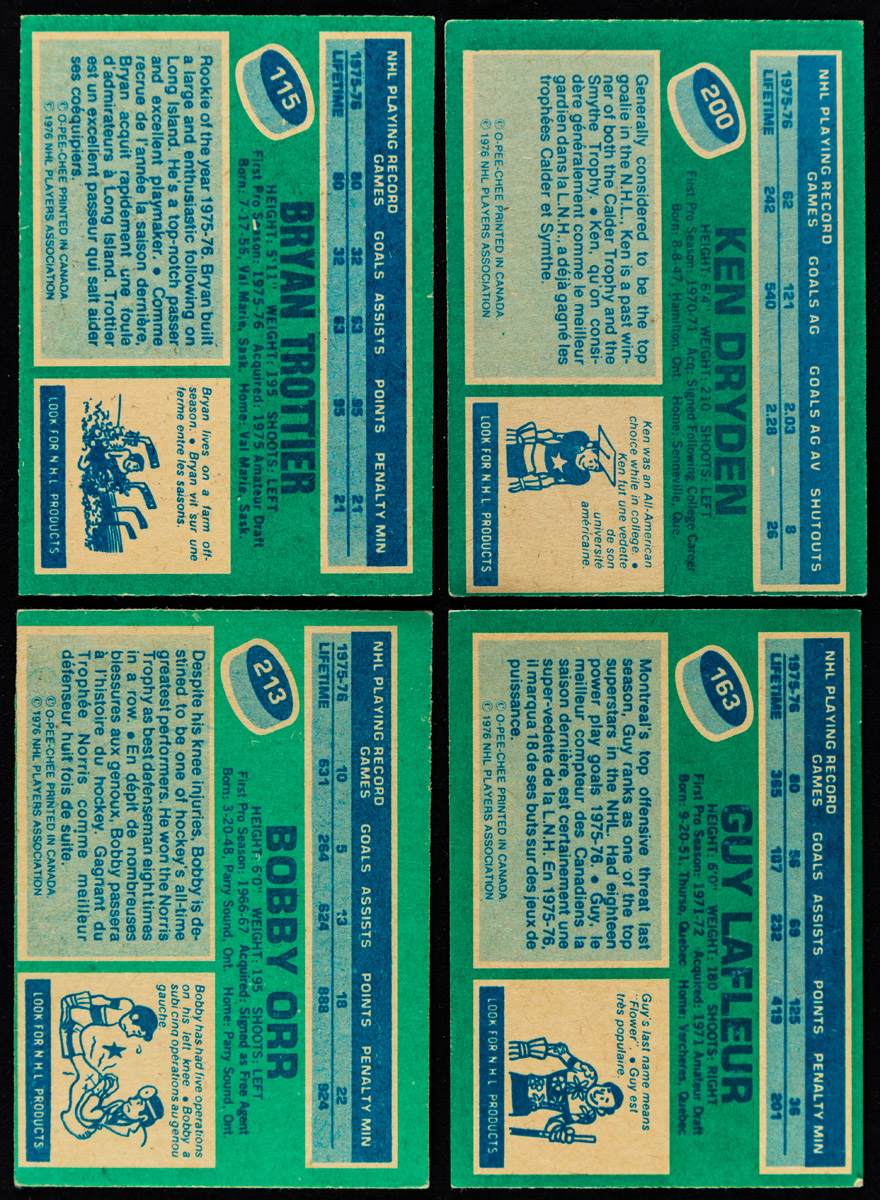 115
NHL PLAYING RECORD
GAMES GOALS ASSISTS POINTS PENALTY MIN
1975-76 80 32 63 95 21
LIFETIME 80 32 63 95 21
BRYAN TROTTIER
HEIGHT: 5'11" WEIGHT: 195 SHOOTS: LEFT
First Pro Season: 1975-76 Acquired: 1975 Amateur Draft
Born: 7-17-55, Val Marie, Sask. Home: Val Marie, Sask.
Rookie of the year 1975-76, Bryan built
a large and enthusiastic following on
Long Island. He's a top-notch passer
and excellent playmaker. • Comme
recrue de l'année la saison dernière,
Bryan acquit rapidement une foule
d'admirateurs à Long Island. Trottier
est un excellent passeur qui sait aider
ses coéquipiers.
© O-PEE-CHEE PRINTED IN CANADA
© 1976 NHL PLAYERS ASSOCIATION
Bryan lives on a farm off-
season. • Bryan vit sur une
ferme entre les saisons.
LOOK FOR N H L PRODUCTS
200
NHL PLAYING RECORD
GAMES GOALS AG GOALS AG AV SHUTOUTS
1975-76 62 121 2.03 8
LIFETIME 242 540 2.28 26
KEN DRYDEN
HEIGHT: 6'4" WEIGHT: 210 SHOOTS: LEFT
First Pro Season: 1970-71 Acq: Signed Following College Career
Born: 8-8-47, Hamilton, Ont. Home: Senneville, Que.
Generally considered to be the top
goalie in the N.H.L., Ken is a past win-
ner of both the Calder Trophy and the
Smythe Trophy. • Ken, qu'on consi-
dère généralement comme le meilleur
gardien dans la L.N.H., a déjà gagné les
trophées Calder et Synthe.
© O-PEE-CHEE PRINTED IN CANADA
© 1976 NHL PLAYERS ASSOCIATION
Ken was an All-American
choice while in college. •
Ken fut une vedette
de son
université
américaine.
LOOK FOR N H L PRODUCTS
213
NHL PLAYING RECORD
GAMES GOALS ASSISTS POINTS PENALTY MIN
1975-76 10 5 13 18 22
LIFETIME 631 264 624 888 924
BOBBY ORR
HEIGHT: 6'0" WEIGHT: 195 SHOOTS: LEFT
First Pro Season: 1966-67 Acquired: Signed as Free Agent
Born: 3-20-48, Parry Sound, Ont. Home: Parry Sound, Ont.
Despite his knee injuries, Bobby is de-
stined to be one of hockey's all-time
greatest performers. He won the Norris
Trophy as best defenseman eight times
in a row. • En dépit de nombreuses
blessures aux genoux, Bobby passera
à l'histoire du hockey. Gagnant du
Trophée Norris comme meilleur
défenseur huit fois de suite.
© O-PEE-CHEE PRINTED IN CANADA
© 1976 NHL PLAYERS ASSOCIATION
Bobby has had five operations
on his left knee • Bobby a
subi cinq operations au genou
gauche.
LOOK FOR N H L PRODUCTS
163
NHL PLAYING RECORD
GAMES GOALS ASSISTS POINTS PENALTY MIN
1975-76 80 56 69 125 36
LIFETIME 365 187 232 419 201
GUY LAFLEUR
HEIGHT: 6'0" WEIGHT: 180 SHOOTS: RIGHT
First Pro Season: 1971-72 Acquired: 1971 Amateur Draft
Born: 9-20-51, Thurso, Quebec Home: Vercheres, Quebec
Montreal's top offensive threat last
season, Guy ranks as one of the top
superstars in the NHL. Had eighteen
power play goals 1975-76. • Guy, le
meilleur compteur des Canadiens la
saison dernière, est certainement une
super-vedette de la L.N.H. En 1975-76,
il marqua 18 de ses buts sur des jeux de
puissance.
© O-PEE-CHEE PRINTED IN CANADA
© 1976 NHL PLAYERS ASSOCIATION
Guy's last name means
"Flower". • Guy est
très populaire.
LOOK FOR N H L PRODUCTS